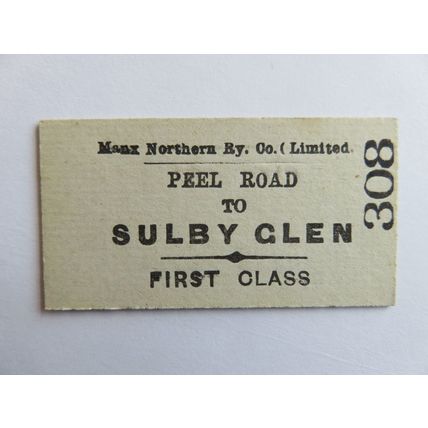 Manx Northern Ry. Co. (Limited.
PEEL ROAD
TO
SULBY GLEN
FIRST CLASS
308